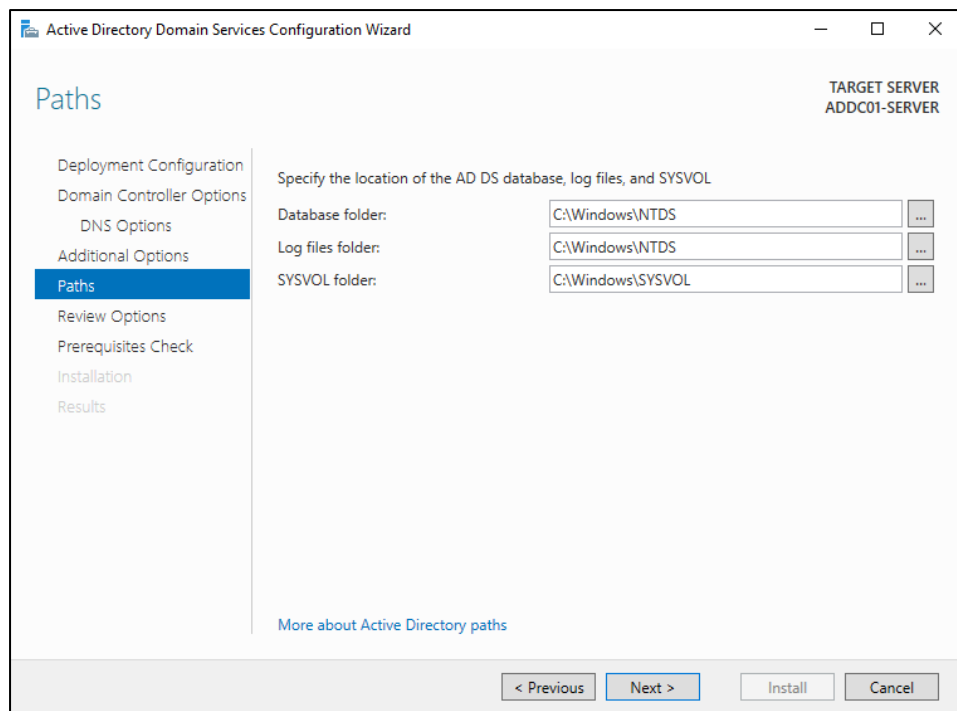 Active Directory Domain Services Configuration Wizard
Paths
TARGET SERVER
ADDC01-SERVER
Deployment Configuration
Domain Controller Options
DNS Options
Additional Options
Paths
Review Options
Prerequisites Check
Installation
Results
Specify the location of the AD DS database, log files, and SYSVOL
Database folder: C:\Windows\NTDS ...
Log files folder: C:\Windows\NTDS ...
SYSVOL folder: C:\Windows\SYSVOL ...
More about Active Directory paths
< Previous Next > Install Cancel